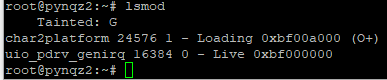 root@pynqz2:~# lsmod
    Tainted: G
char2platform 24576 1 - Loading 0xbf00a000 (O+)
uio_pdrv_genirq 16384 0 - Live 0xbf000000
root@pynqz2:~#